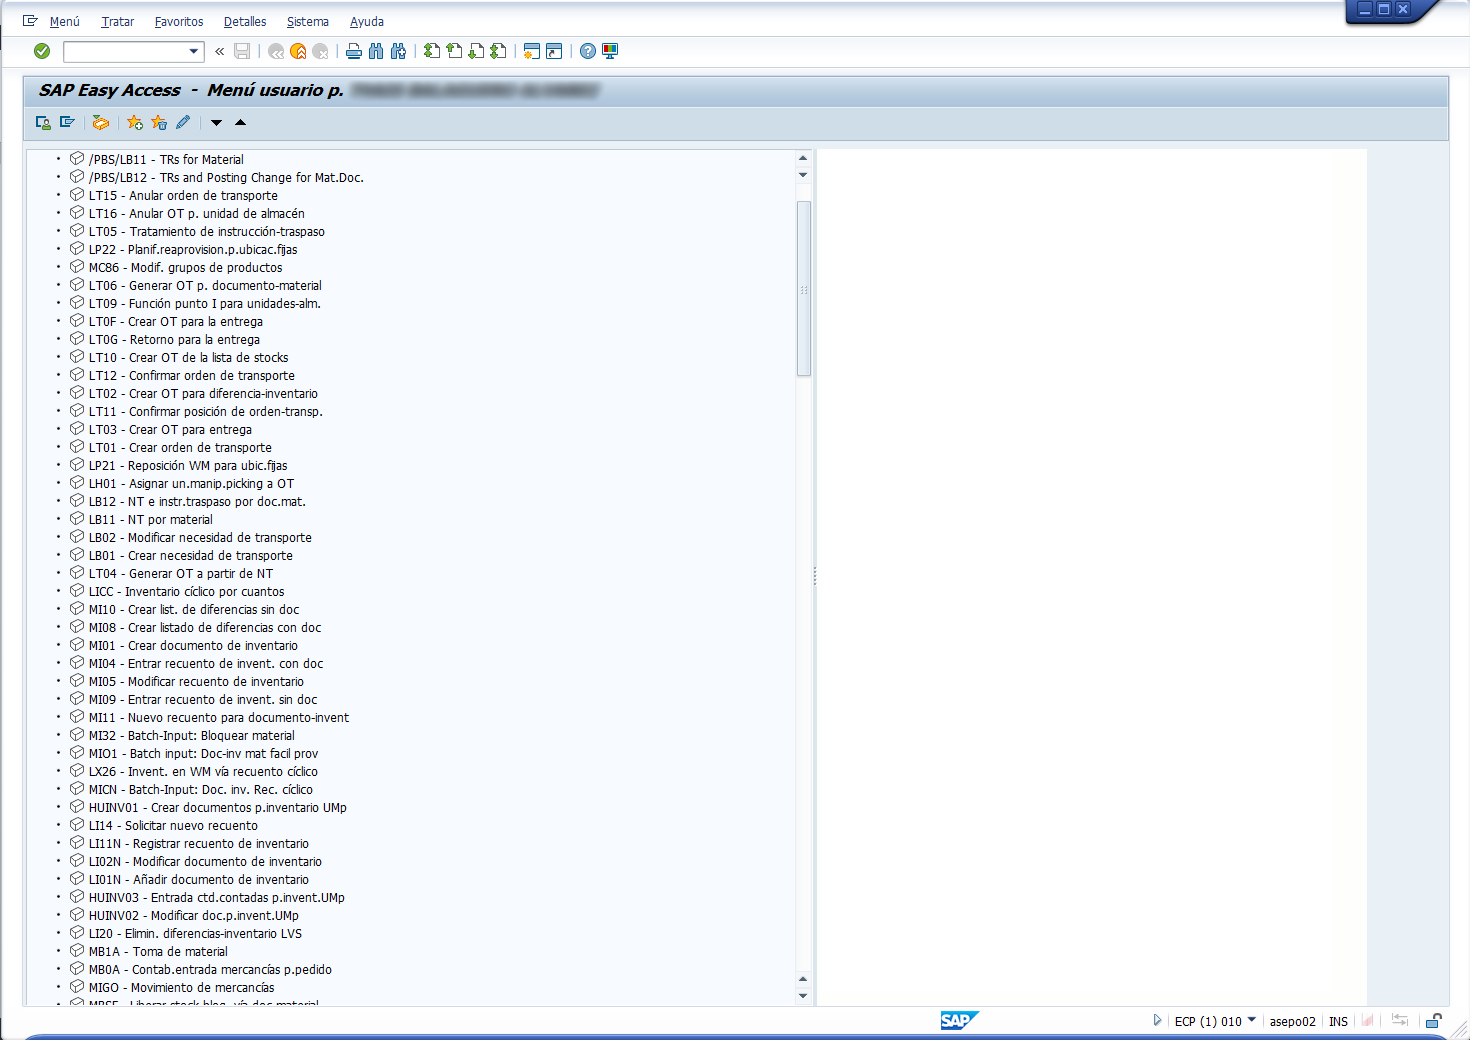 Menú Tratar Favoritos Detalles Sistema Ayuda
SAP Easy Access - Menú usuario p.
/PBS/LB11 - TRs for Material
/PBS/LB12 - TRs and Posting Change for Mat.Doc.
LT15 - Anular orden de transporte
LT16 - Anular OT p. unidad de almacén
LT05 - Tratamiento de instrucción-traspaso
LP22 - Planif.reaprovision.p.ubicac.fijas
MC86 - Modif. grupos de productos
LT06 - Generar OT p. documento-material
LT09 - Función punto I para unidades-alm.
LT0F - Crear OT para la entrega
LT0G - Retorno para la entrega
LT10 - Crear OT de la lista de stocks
LT12 - Confirmar orden de transporte
LT02 - Crear OT para diferencia-inventario
LT11 - Confirmar posición de orden-transp.
LT03 - Crear OT para entrega
LT01 - Crear orden de transporte
LP21 - Reposición WM para ubic.fijas
LH01 - Asignar un.manip.picking a OT
LB12 - NT e instr.traspaso por doc.mat.
LB11 - NT por material
LB02 - Modificar necesidad de transporte
LB01 - Crear necesidad de transporte
LT04 - Generar OT a partir de NT
LICC - Inventario cíclico por cuantos
MI10 - Crear list. de diferencias sin doc
MI08 - Crear listado de diferencias con doc
MI01 - Crear documento de inventario
MI04 - Entrar recuento de invent. con doc
MI05 - Modificar recuento de inventario
MI09 - Entrar recuento de invent. sin doc
MI11 - Nuevo recuento para documento-invent
MI32 - Batch-Input: Bloquear material
MIO1 - Batch input: Doc-inv mat facil prov
LX26 - Invent. en WM vía recuento cíclico
MICN - Batch-Input: Doc. inv. Rec. cíclico
HUINV01 - Crear documentos p.inventario UMp
LI14 - Solicitar nuevo recuento
LI11N - Registrar recuento de inventario
LI02N - Modificar documento de inventario
LI01N - Añadir documento de inventario
HUINV03 - Entrada ctd.contadas p.invent.UMp
HUINV02 - Modificar doc.p.invent.UMp
LI20 - Elimin. diferencias-inventario LVS
MB1A - Toma de material
MB0A - Contab.entrada mercancías p.pedido
MIGO - Movimiento de mercancías
SAP ECP (1) 010 asepo02 INS